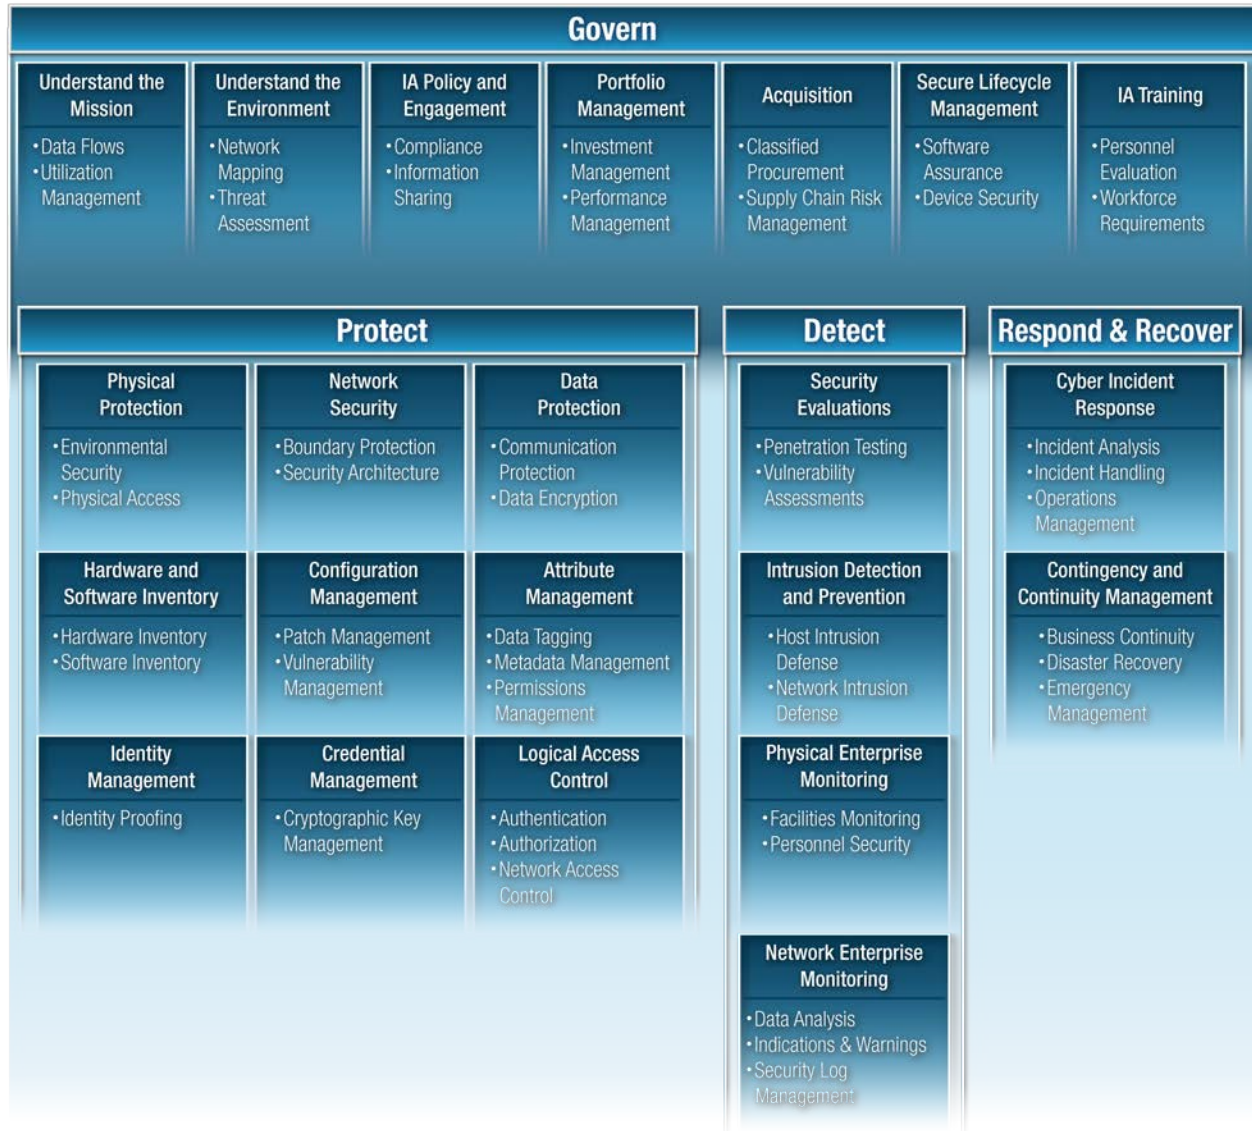 Govern
Understand the
Mission
•Data Flows
•Utilization
Management
Understand the
Environment
•Network
Mapping
•Threat
Assessment
IA Policy and
Engagement
•Compliance
•Information
Sharing
Portfolio
Management
•Investment
Management
•Performance
Management
Acquisition
•Classified
Procurement
•Supply Chain Risk
Management
Secure Lifecycle
Management
•Software
Assurance
•Device Security
IA Training
•Personnel
Evaluation
•Workforce
Requirements
Protect
Physical
Protection
•Environmental
Security
•Physical Access
Network
Security
•Boundary Protection
•Security Architecture
Data
Protection
•Communication
Protection
•Data Encryption
Hardware and
Software Inventory
•Hardware Inventory
•Software Inventory
Configuration
Management
•Patch Management
•Vulnerability
Management
Attribute
Management
•Data Tagging
•Metadata Management
•Permissions
Management
Identity
Management
•Identity Proofing
Credential
Management
•Cryptographic Key
Management
Logical Access
Control
•Authentication
•Authorization
•Network Access
Control
Detect
Security
Evaluations
•Penetration Testing
•Vulnerability
Assessments
Intrusion Detection
and Prevention
•Host Intrusion
Defense
•Network Intrusion
Defense
Physical Enterprise
Monitoring
•Facilities Monitoring
•Personnel Security
Network Enterprise
Monitoring
•Data Analysis
•Indications & Warnings
•Security Log
Management
Respond & Recover
Cyber Incident
Response
•Incident Analysis
•Incident Handling
•Operations
Management
Contingency and
Continuity Management
•Business Continuity
•Disaster Recovery
•Emergency
Management